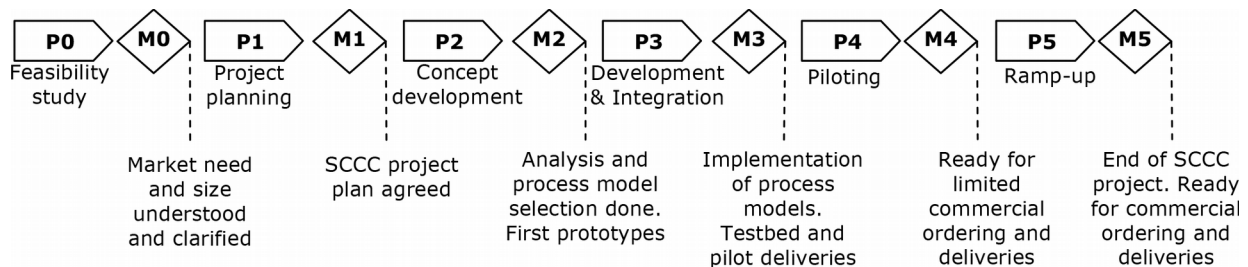 P0
M0
P1
M1
P2
M2
P3
M3
P4
M4
P5
M5
Feasibility
study
Project
planning
Concept
development
Development
& Integration
Piloting
Ramp-up
Market need
and size
understood
and clarified
SCCC project
plan agreed
Analysis and
process model
selection done.
First prototypes
Implementation
of process
models.
Testbed and
pilot deliveries
Ready for
limited
commercial
ordering and
deliveries
End of SCCC
project. Ready
for commercial
ordering and
deliveries